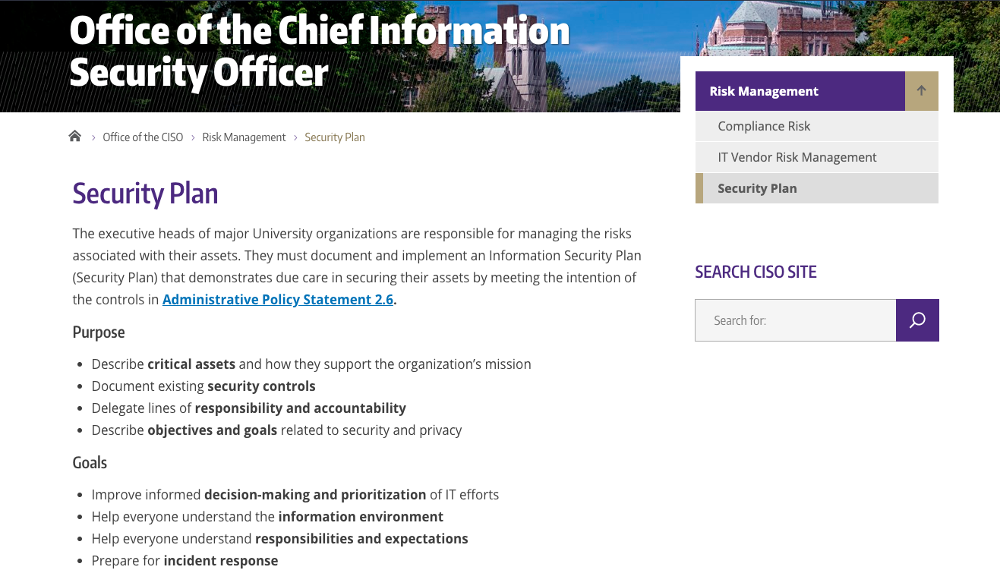 Office of the Chief Information
Security Officer
Risk Management
Compliance Risk
IT Vendor Risk Management
Security Plan
Office of the CISO › Risk Management › Security Plan
Security Plan
The executive heads of major University organizations are responsible for managing the risks
associated with their assets. They must document and implement an Information Security Plan
(Security Plan) that demonstrates due care in securing their assets by meeting the intention of
the controls in Administrative Policy Statement 2.6.
Purpose
• Describe critical assets and how they support the organization’s mission
• Document existing security controls
• Delegate lines of responsibility and accountability
• Describe objectives and goals related to security and privacy
Goals
• Improve informed decision-making and prioritization of IT efforts
• Help everyone understand the information environment
• Help everyone understand responsibilities and expectations
• Prepare for incident response
SEARCH CISO SITE
Search for: